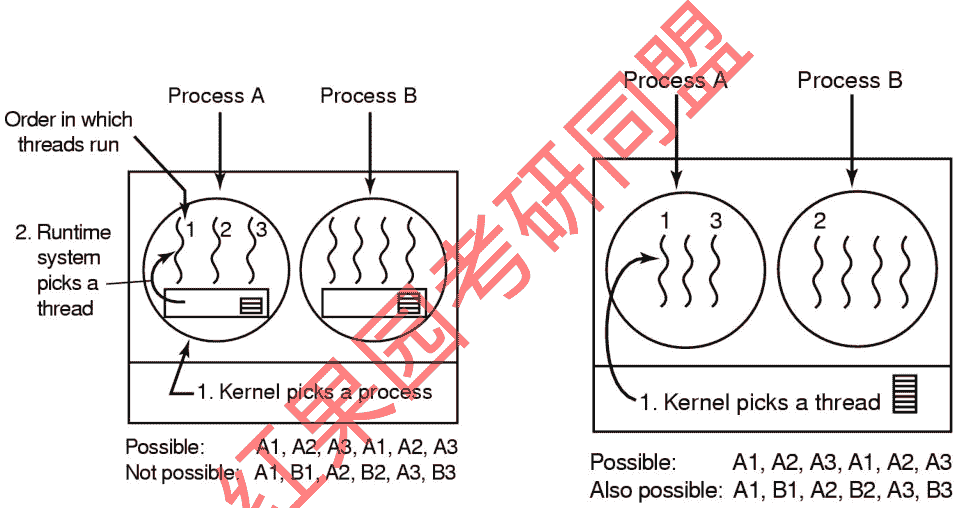 Process A
Process B
Order in which
threads run
1 2 3
2. Runtime
system
picks a
thread
1. Kernel picks a process
Possible: A1, A2, A3, A1, A2, A3
Not possible: A1, B1, A2, B2, A3, B3
Process A
Process B
1 3
2
1. Kernel picks a thread
Possible: A1, A2, A3, A1, A2, A3
Also possible: A1, B1, A2, B2, A3, B3
红果园考研同盟